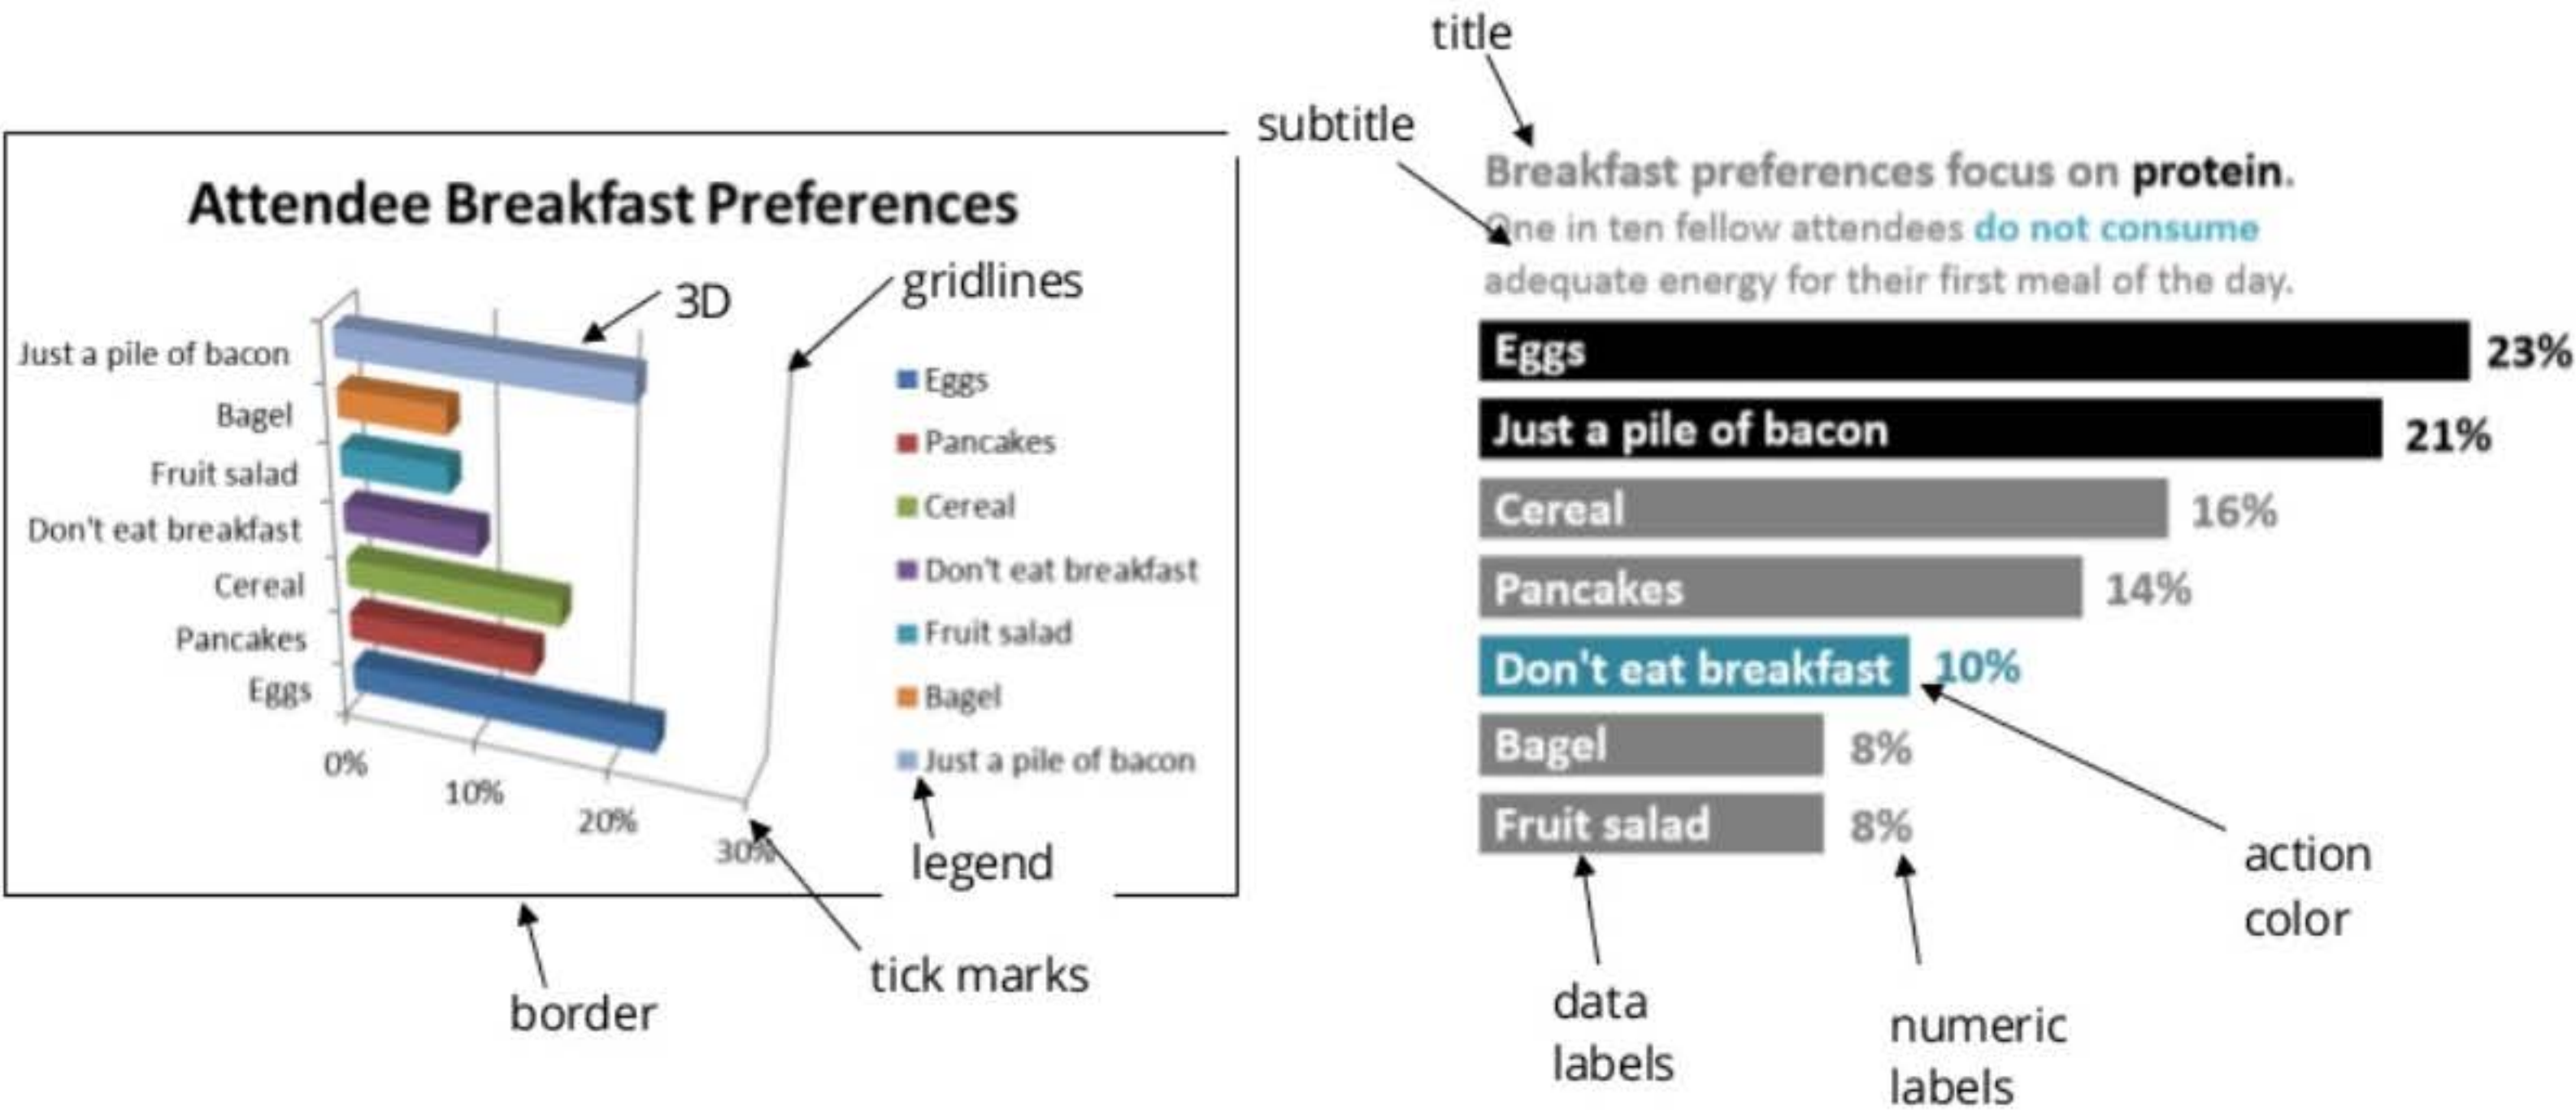 title
subtitle
Attendee Breakfast Preferences
3D
gridlines
Just a pile of bacon
Bagel
Fruit salad
Don't eat breakfast
Cereal
Pancakes
Eggs
0%
10%
20%
30%
Eggs
Pancakes
Cereal
Don't eat breakfast
Fruit salad
Bagel
Just a pile of bacon
legend
border
tick marks
Breakfast preferences focus on protein.
One in ten fellow attendees do not consume
adequate energy for their first meal of the day.
Eggs 23%
Just a pile of bacon 21%
Cereal 16%
Pancakes 14%
Don't eat breakfast 10%
Bagel 8%
Fruit salad 8%
action
color
data
labels
numeric
labels